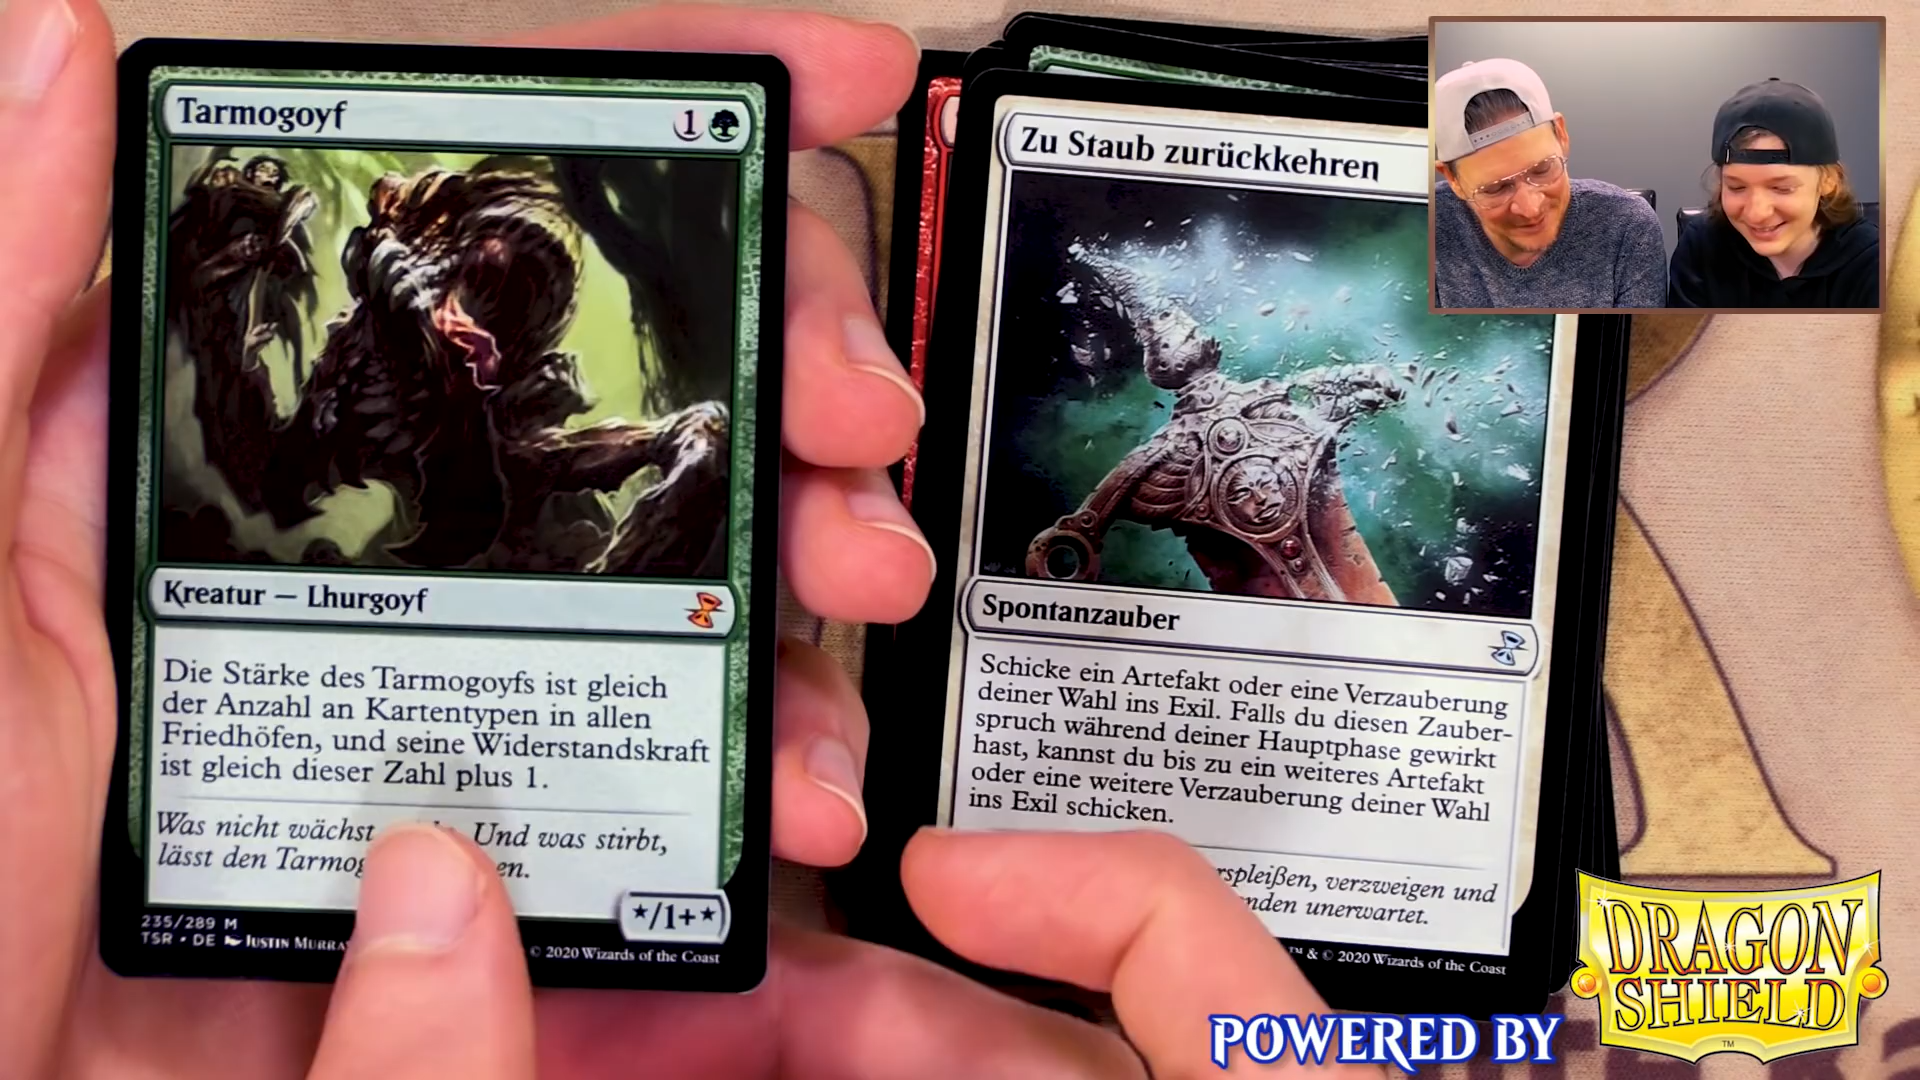 Tarmogoyf
1
Kreatur — Lhurgoyf
Die Stärke des Tarmogoyfs ist gleich
der Anzahl an Kartentypen in allen
Friedhöfen, und seine Widerstandskraft
ist gleich dieser Zahl plus 1.
Was nicht wächst, Und was stirbt,
lässt den
★/1+★
235/289 M
TSR • DE JUSTIN
© 2020 Wizards of the Coast
Zu Staub zurückkehren
Spontanzauber
Schicke ein Artefakt oder eine Verzauberung
deiner Wahl ins Exil. Falls du diesen Zauber-
spruch während deiner Hauptphase gewirkt
hast, kannst du bis zu ein weiteres Artefakt
oder eine weitere Verzauberung deiner Wahl
ins Exil schicken.
verzweigen und
unerwartet.
™ & © 2020 Wizards of the Coast
POWERED BY
DRAGON
SHIELD
TM